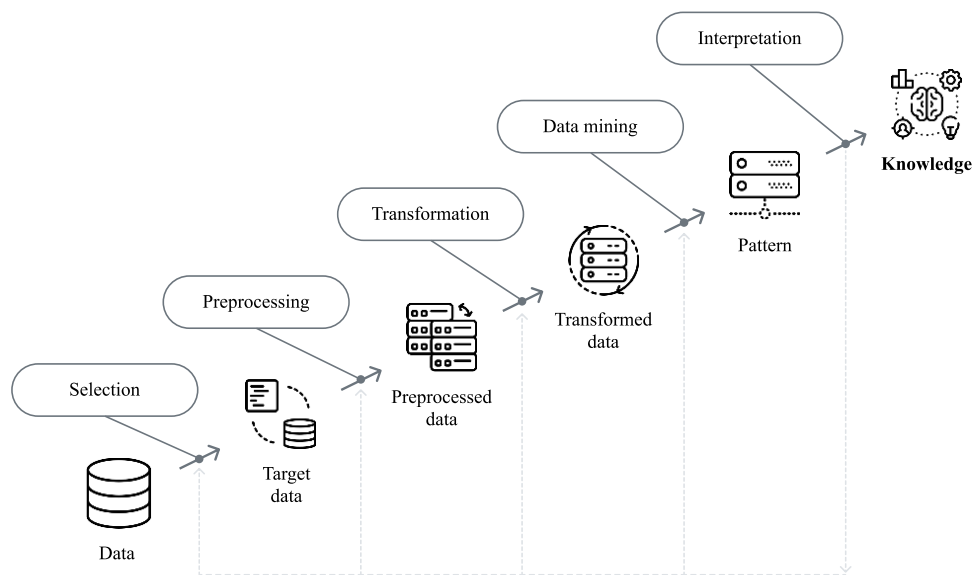 Interpretation
Knowledge
Data mining
Pattern
Transformation
Transformed
data
Preprocessing
Preprocessed
data
Selection
Target
data
Data